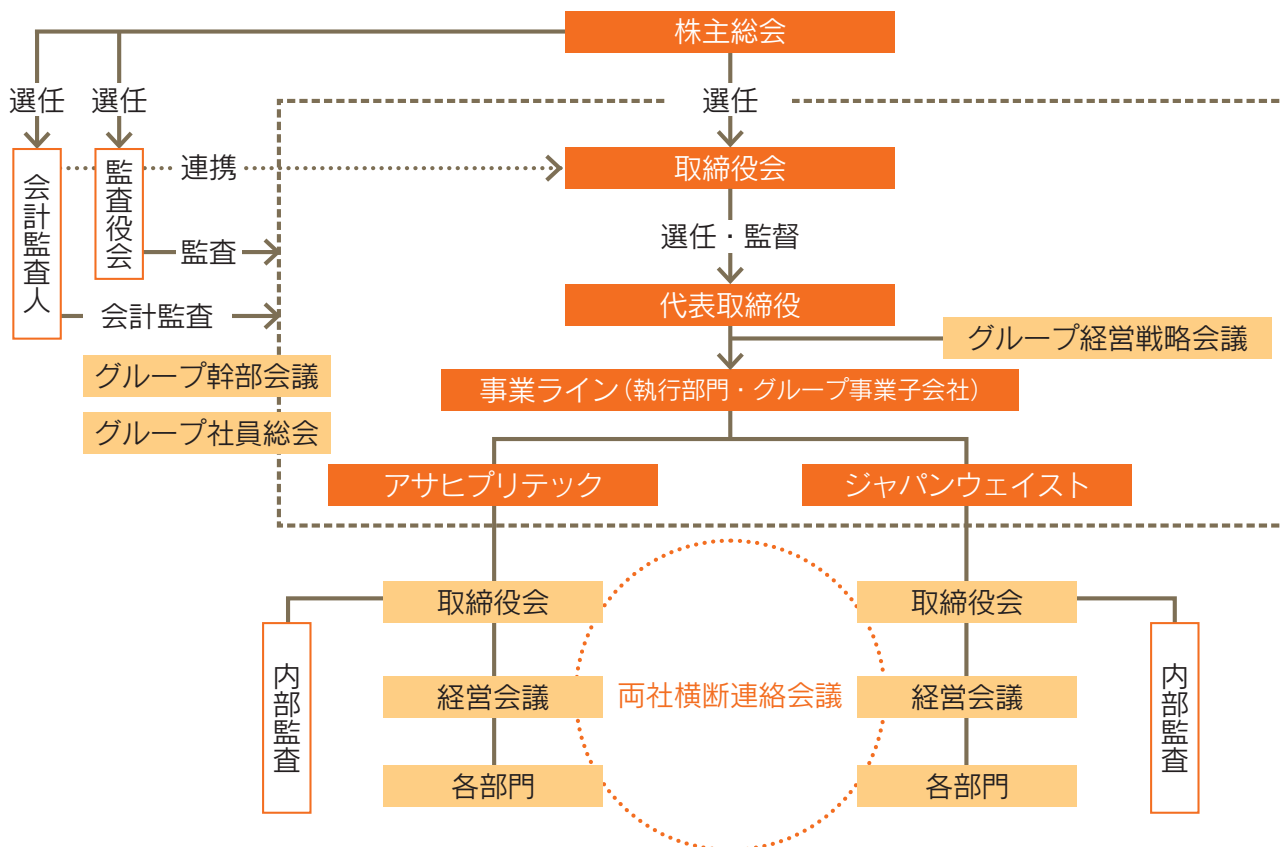 株主総会
選任
選任
選任
会計監査人
監査役会
連携
取締役会
監査
選任・監督
会計監査
代表取締役
グループ経営戦略会議
グループ幹部会議
事業ライン（執行部門・グループ事業子会社）
グループ社員総会
アサヒプリテック
ジャパンウェイスト
取締役会
取締役会
内部監査
経営会議
両社横断連絡会議
経営会議
内部監査
各部門
各部門